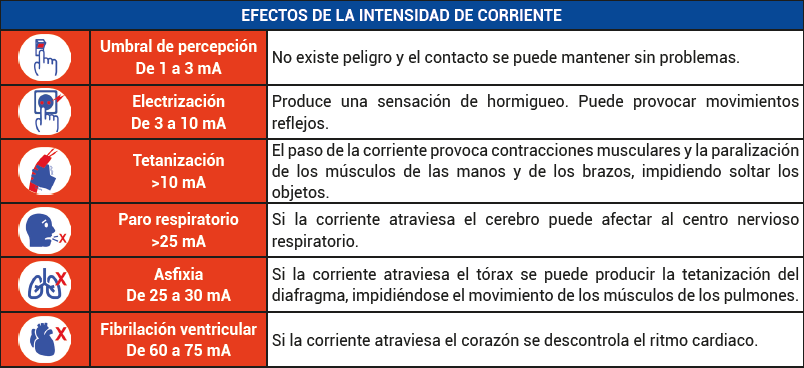 EFECTOS DE LA INTENSIDAD DE CORRIENTE
Umbral de percepción
De 1 a 3 mA
No existe peligro y el contacto se puede mantener sin problemas.
Electrización
De 3 a 10 mA
Produce una sensación de hormigueo. Puede provocar movimientos
reflejos.
Tetanización
>10 mA
El paso de la corriente provoca contracciones musculares y la paralización
de los músculos de las manos y de los brazos, impidiendo soltar los
objetos.
Paro respiratorio
>25 mA
Si la corriente atraviesa el cerebro puede afectar al centro nervioso
respiratorio.
Asfixia
De 25 a 30 mA
Si la corriente atraviesa el tórax se puede producir la tetanización del
diafragma, impidiéndose el movimiento de los músculos de los pulmones.
Fibrilación ventricular
De 60 a 75 mA
Si la corriente atraviesa el corazón se descontrola el ritmo cardiaco.